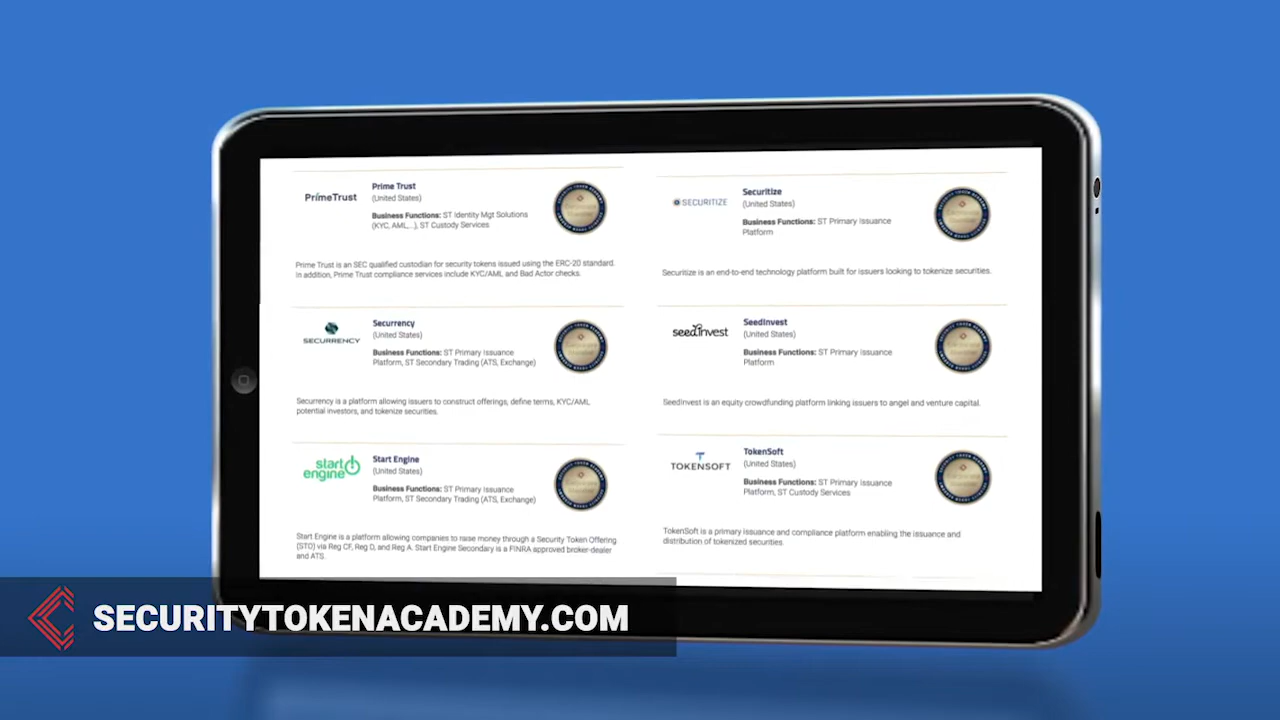 PrimeTrust
Prime Trust
(United States)
Business Functions: ST Identity Mgt Solutions
(KYC, AML,..), ST Custody Services
Prime Trust is an SEC qualified custodian for security tokens issued using the ERC-20 standard.
In addition, Prime Trust compliance services include KYC/AML and Bad Actor checks.
SECURRENCY
Securrency
(United States)
Business Functions: ST Primary Issuance
Platform, ST Secondary Trading (ATS, Exchange)
Securrency is a platform allowing issuers to construct offerings, define terms, KYC/AML
potential investors, and tokenize securities.
start
engine
Start Engine
(United States)
Business Functions: ST Primary Issuance
Platform, ST Secondary Trading (ATS, Exchange)
Start Engine is a platform allowing companies to raise money through a Security Token Offering
(STO) via Reg CF, Reg D, and Reg A. Start Engine Secondary is a FINRA approved broker-dealer
and ATS.
SECURITIZE
Securitize
(United States)
Business Functions: ST Primary Issuance
Platform
Securitize is an end-to-end technology platform built for issuers looking to tokenize securities.
seedinvest
SeedInvest
(United States)
Business Functions: ST Primary Issuance
Platform
SeedInvest is an equity crowdfunding platform linking issuers to angel and venture capital.
TOKENSOFT
TokenSoft
(United States)
Business Functions: ST Primary Issuance
Platform, ST Custody Services
TokenSoft is a primary issuance and compliance platform enabling the issuance and
distribution of tokenized securities.
SECURITYTOKENACADEMY.COM